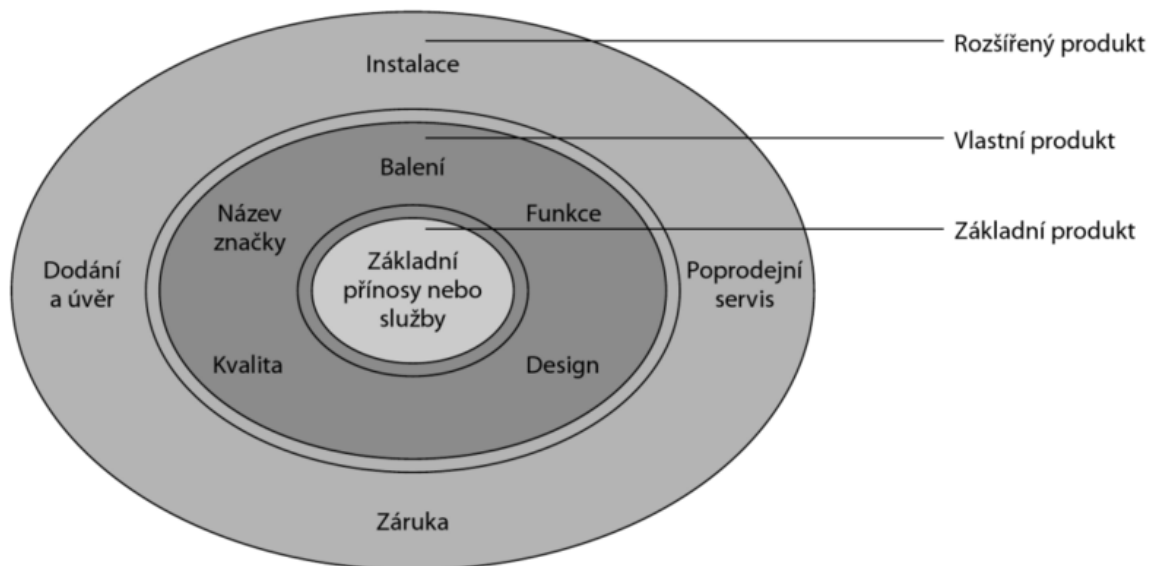 Rozšířený produkt
Instalace
Vlastní produkt
Balení
Název
značky
Funkce
Základní produkt
Základní
přínosy nebo
služby
Dodání
a úvěr
Poprodejní
servis
Kvalita
Design
Záruka